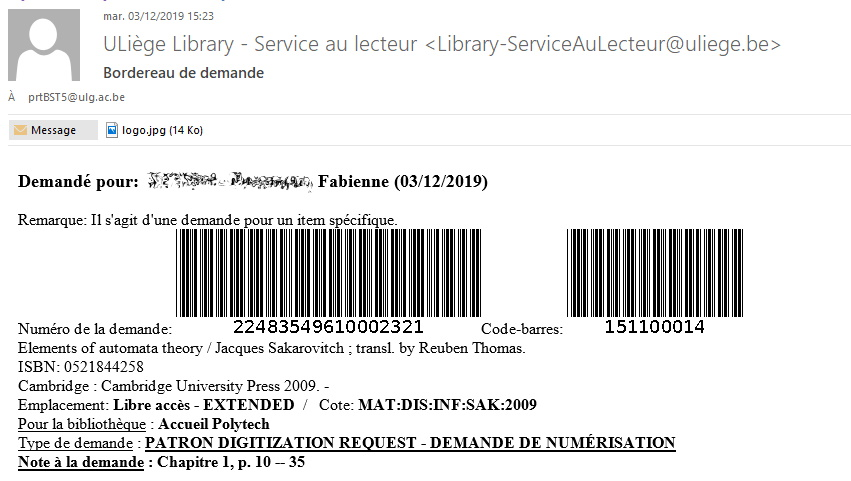 mar. 03/12/2019 15:23
ULiège Library - Service au lecteur <Library-ServiceAuLecteur@uliege.be>
Bordereau de demande
À prtBST5@ulg.ac.be
Message logo.jpg (14 Ko)
Demandé pour: Fabienne (03/12/2019)
Remarque: Il s'agit d'une demande pour un item spécifique.
Numéro de la demande: 22483549610002321 Code-barres: 151100014
Elements of automata theory / Jacques Sakarovitch ; transl. by Reuben Thomas.
ISBN: 0521844258
Cambridge : Cambridge University Press 2009. -
Emplacement: Libre accès - EXTENDED / Cote: MAT:DIS:INF:SAK:2009
Pour la bibliothèque : Accueil Polytech
Type de demande : PATRON DIGITIZATION REQUEST - DEMANDE DE NUMÉRISATION
Note à la demande : Chapitre 1, p. 10 -- 35